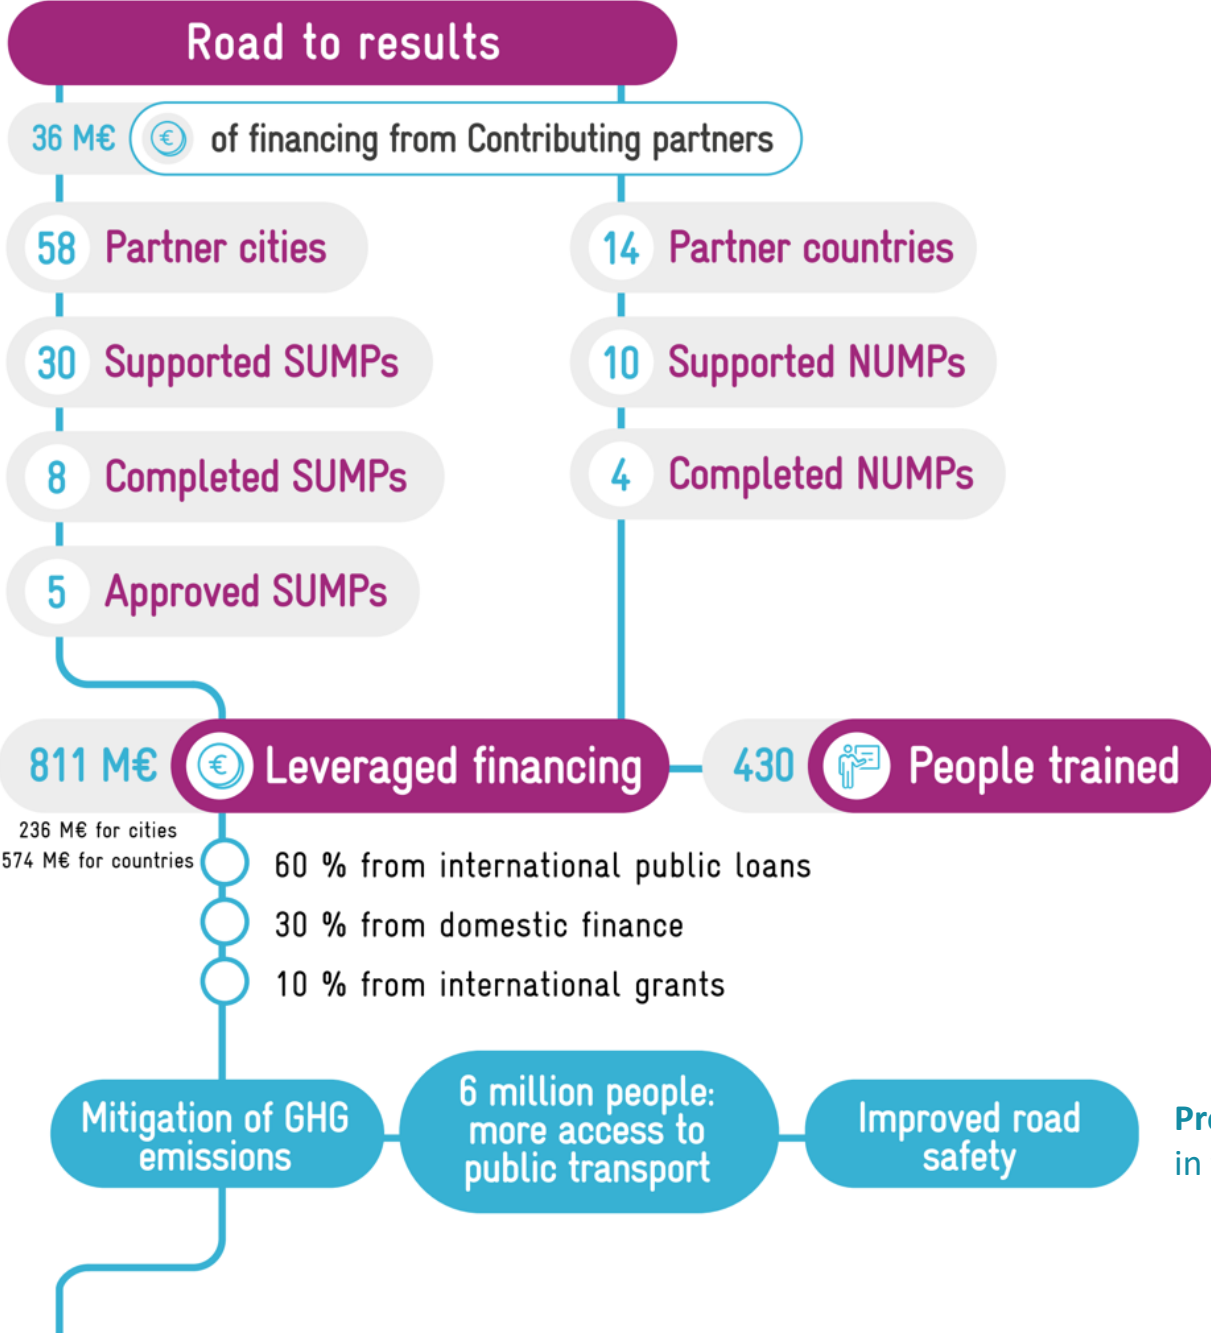 Road to results
36 M€ of financing from Contributing partners
58 Partner cities
14 Partner countries
30 Supported SUMPs
10 Supported NUMPs
8 Completed SUMPs
4 Completed NUMPs
5 Approved SUMPs
811 M€ Leveraged financing
430 People trained
236 M€ for cities
574 M€ for countries
60 % from international public loans
30 % from domestic finance
10 % from international grants
Mitigation of GHG
emissions
6 million people:
more access to
public transport
Improved road
safety
in